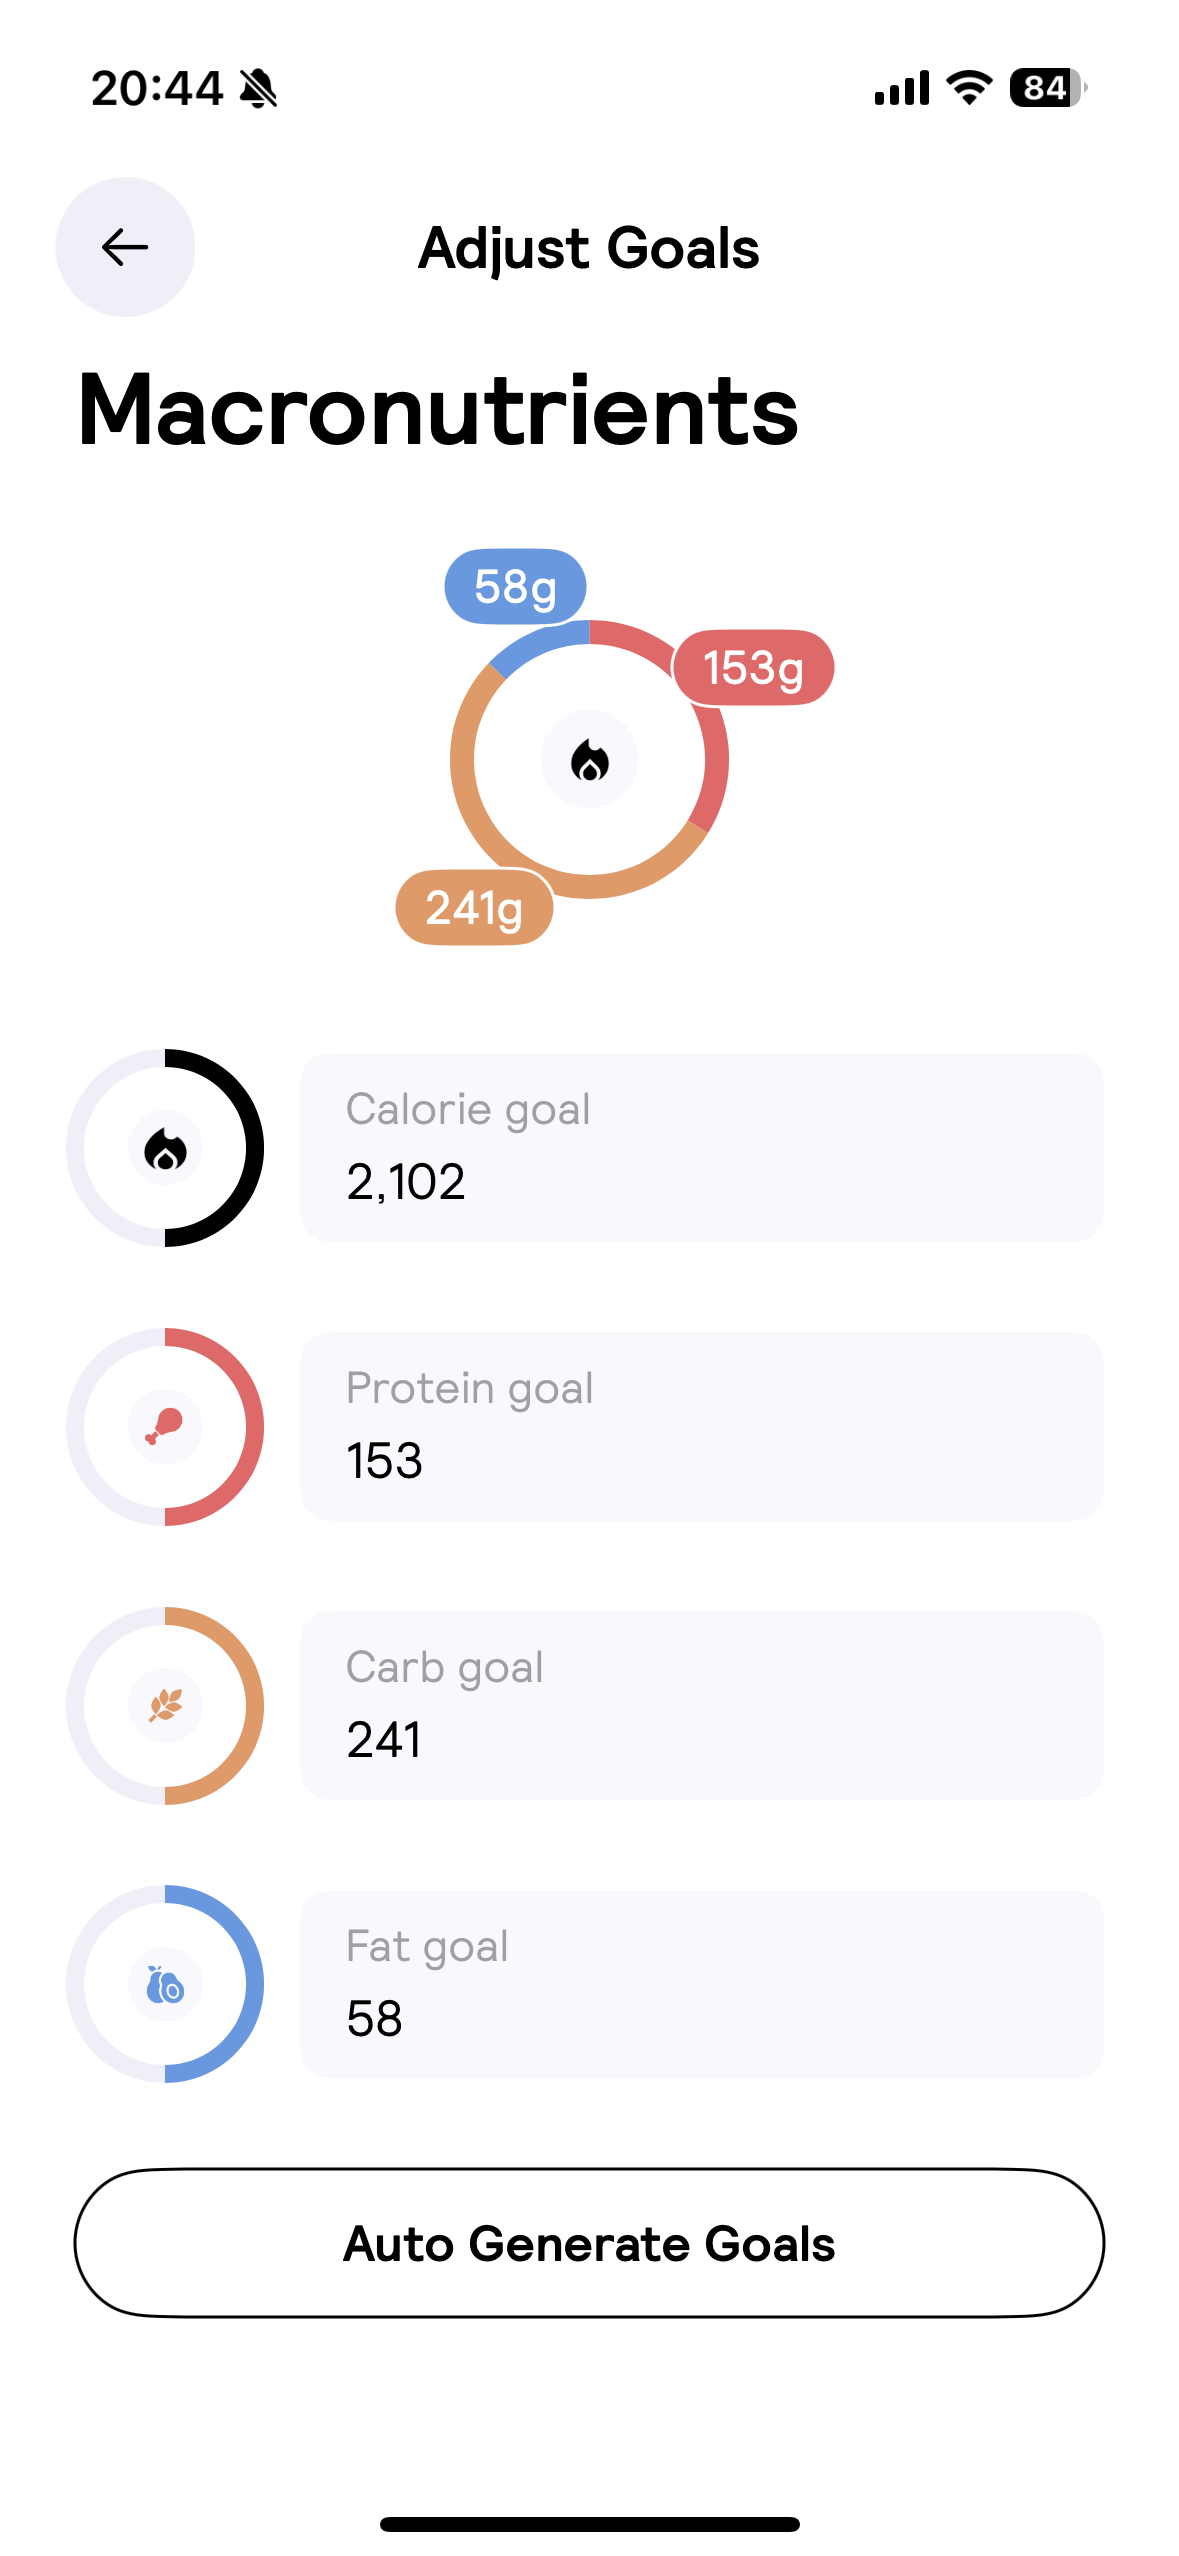 20:44
84
Adjust Goals
Macronutrients
58g
153g
241g
Calorie goal
2,102
Protein goal
153
Carb goal
241
Fat goal
58
Auto Generate Goals